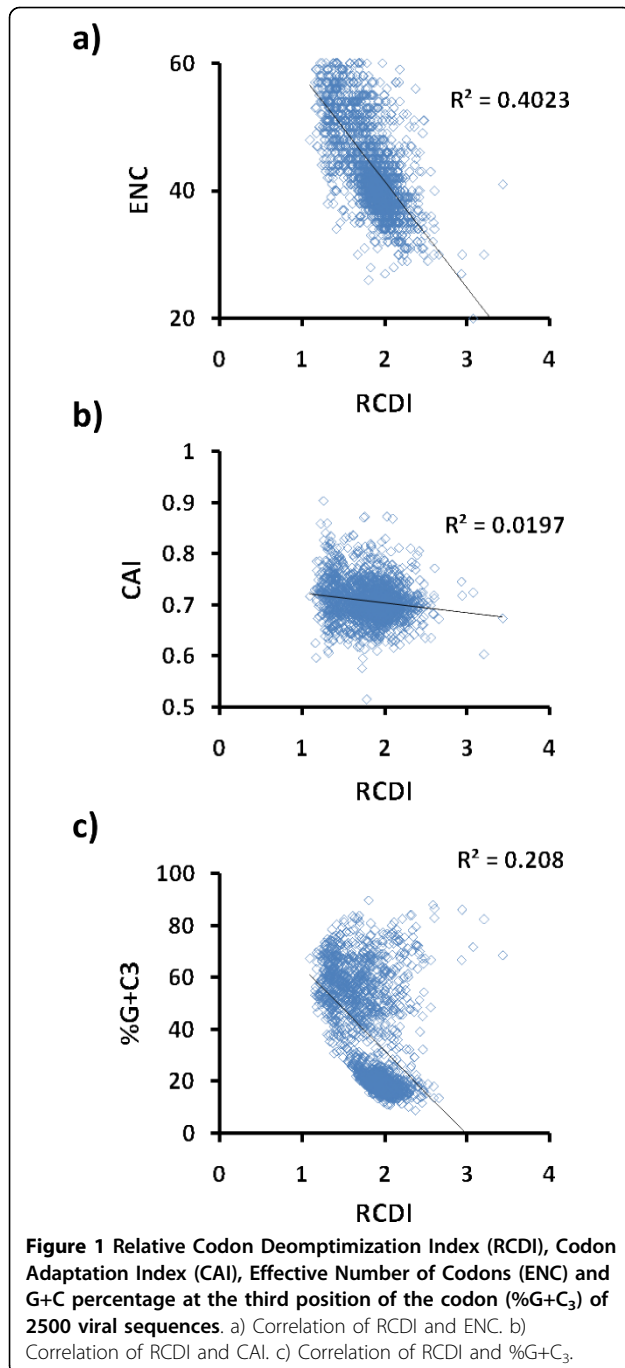 a)
60
40
20
ENC
R² = 0.4023
0 1 2 3 4
RCDI
b)
1
0.9
0.8
0.7
0.6
0.5
CAI
R² = 0.0197
0 1 2 3 4
RCDI
c)
100
80
60
40
20
0
%G+C3
R² = 0.208
0 1 2 3 4
RCDI
Figure 1 Relative Codon Deomptimization Index (RCDI), Codon
Adaptation Index (CAI), Effective Number of Codons (ENC) and
G+C percentage at the third position of the codon (%G+C₃) of
2500 viral sequences. a) Correlation of RCDI and ENC. b)
Correlation of RCDI and CAI. c) Correlation of RCDI and %G+C₃.